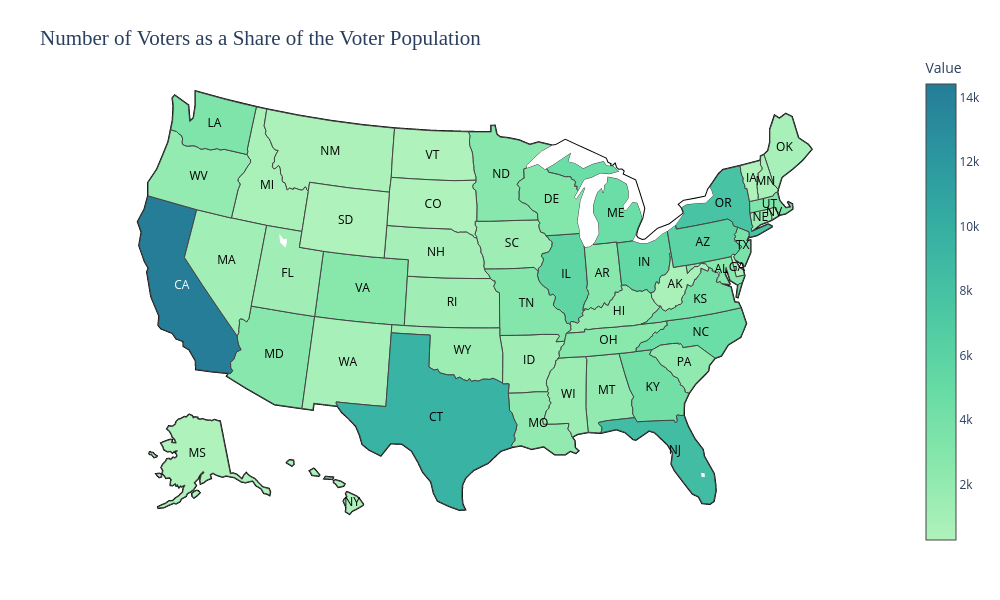 Number of Voters as a Share of the Voter Population
Value
14k
12k
10k
8k
6k
4k
2k
LA
NM
VT
ND
OK
WV
MI
IA
MN
DE
CO
OR
UT
ME
NV
SD
NE
MA
NH
SC
AZ
TX
FL
IL
AR
IN
AL
GA
CA
VA
AK
RI
TN
KS
HI
NC
OH
WY
MD
ID
WA
PA
KY
WI
MT
CT
MO
NJ
MS
NY